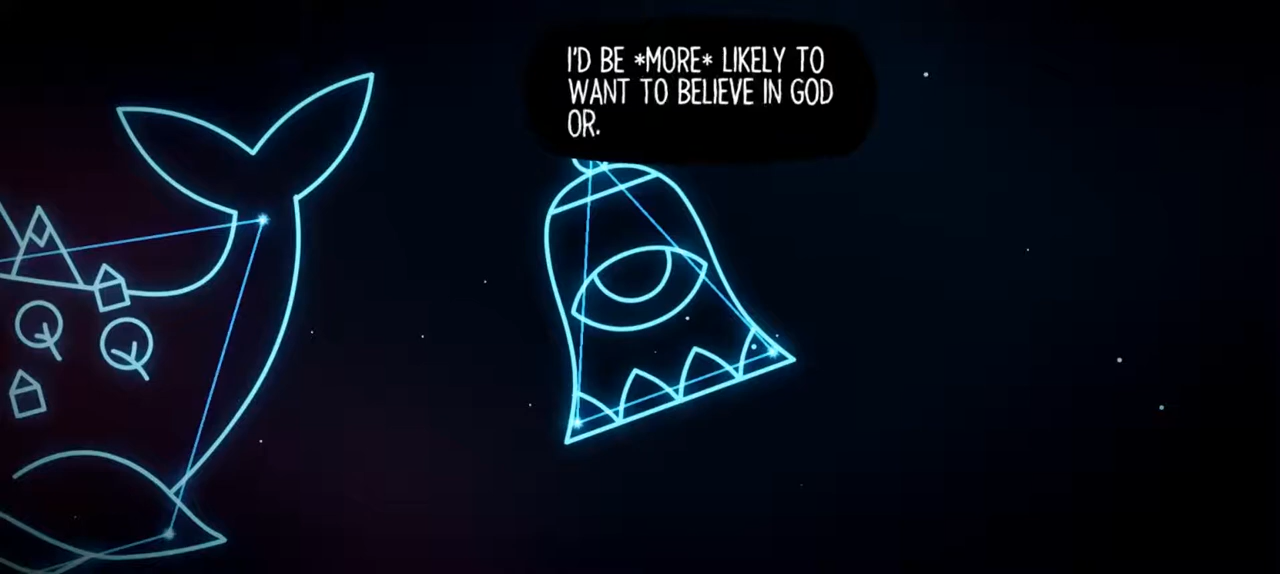 I'D BE *MORE* LIKELY TO
WANT TO BELIEVE IN GOD
OR.